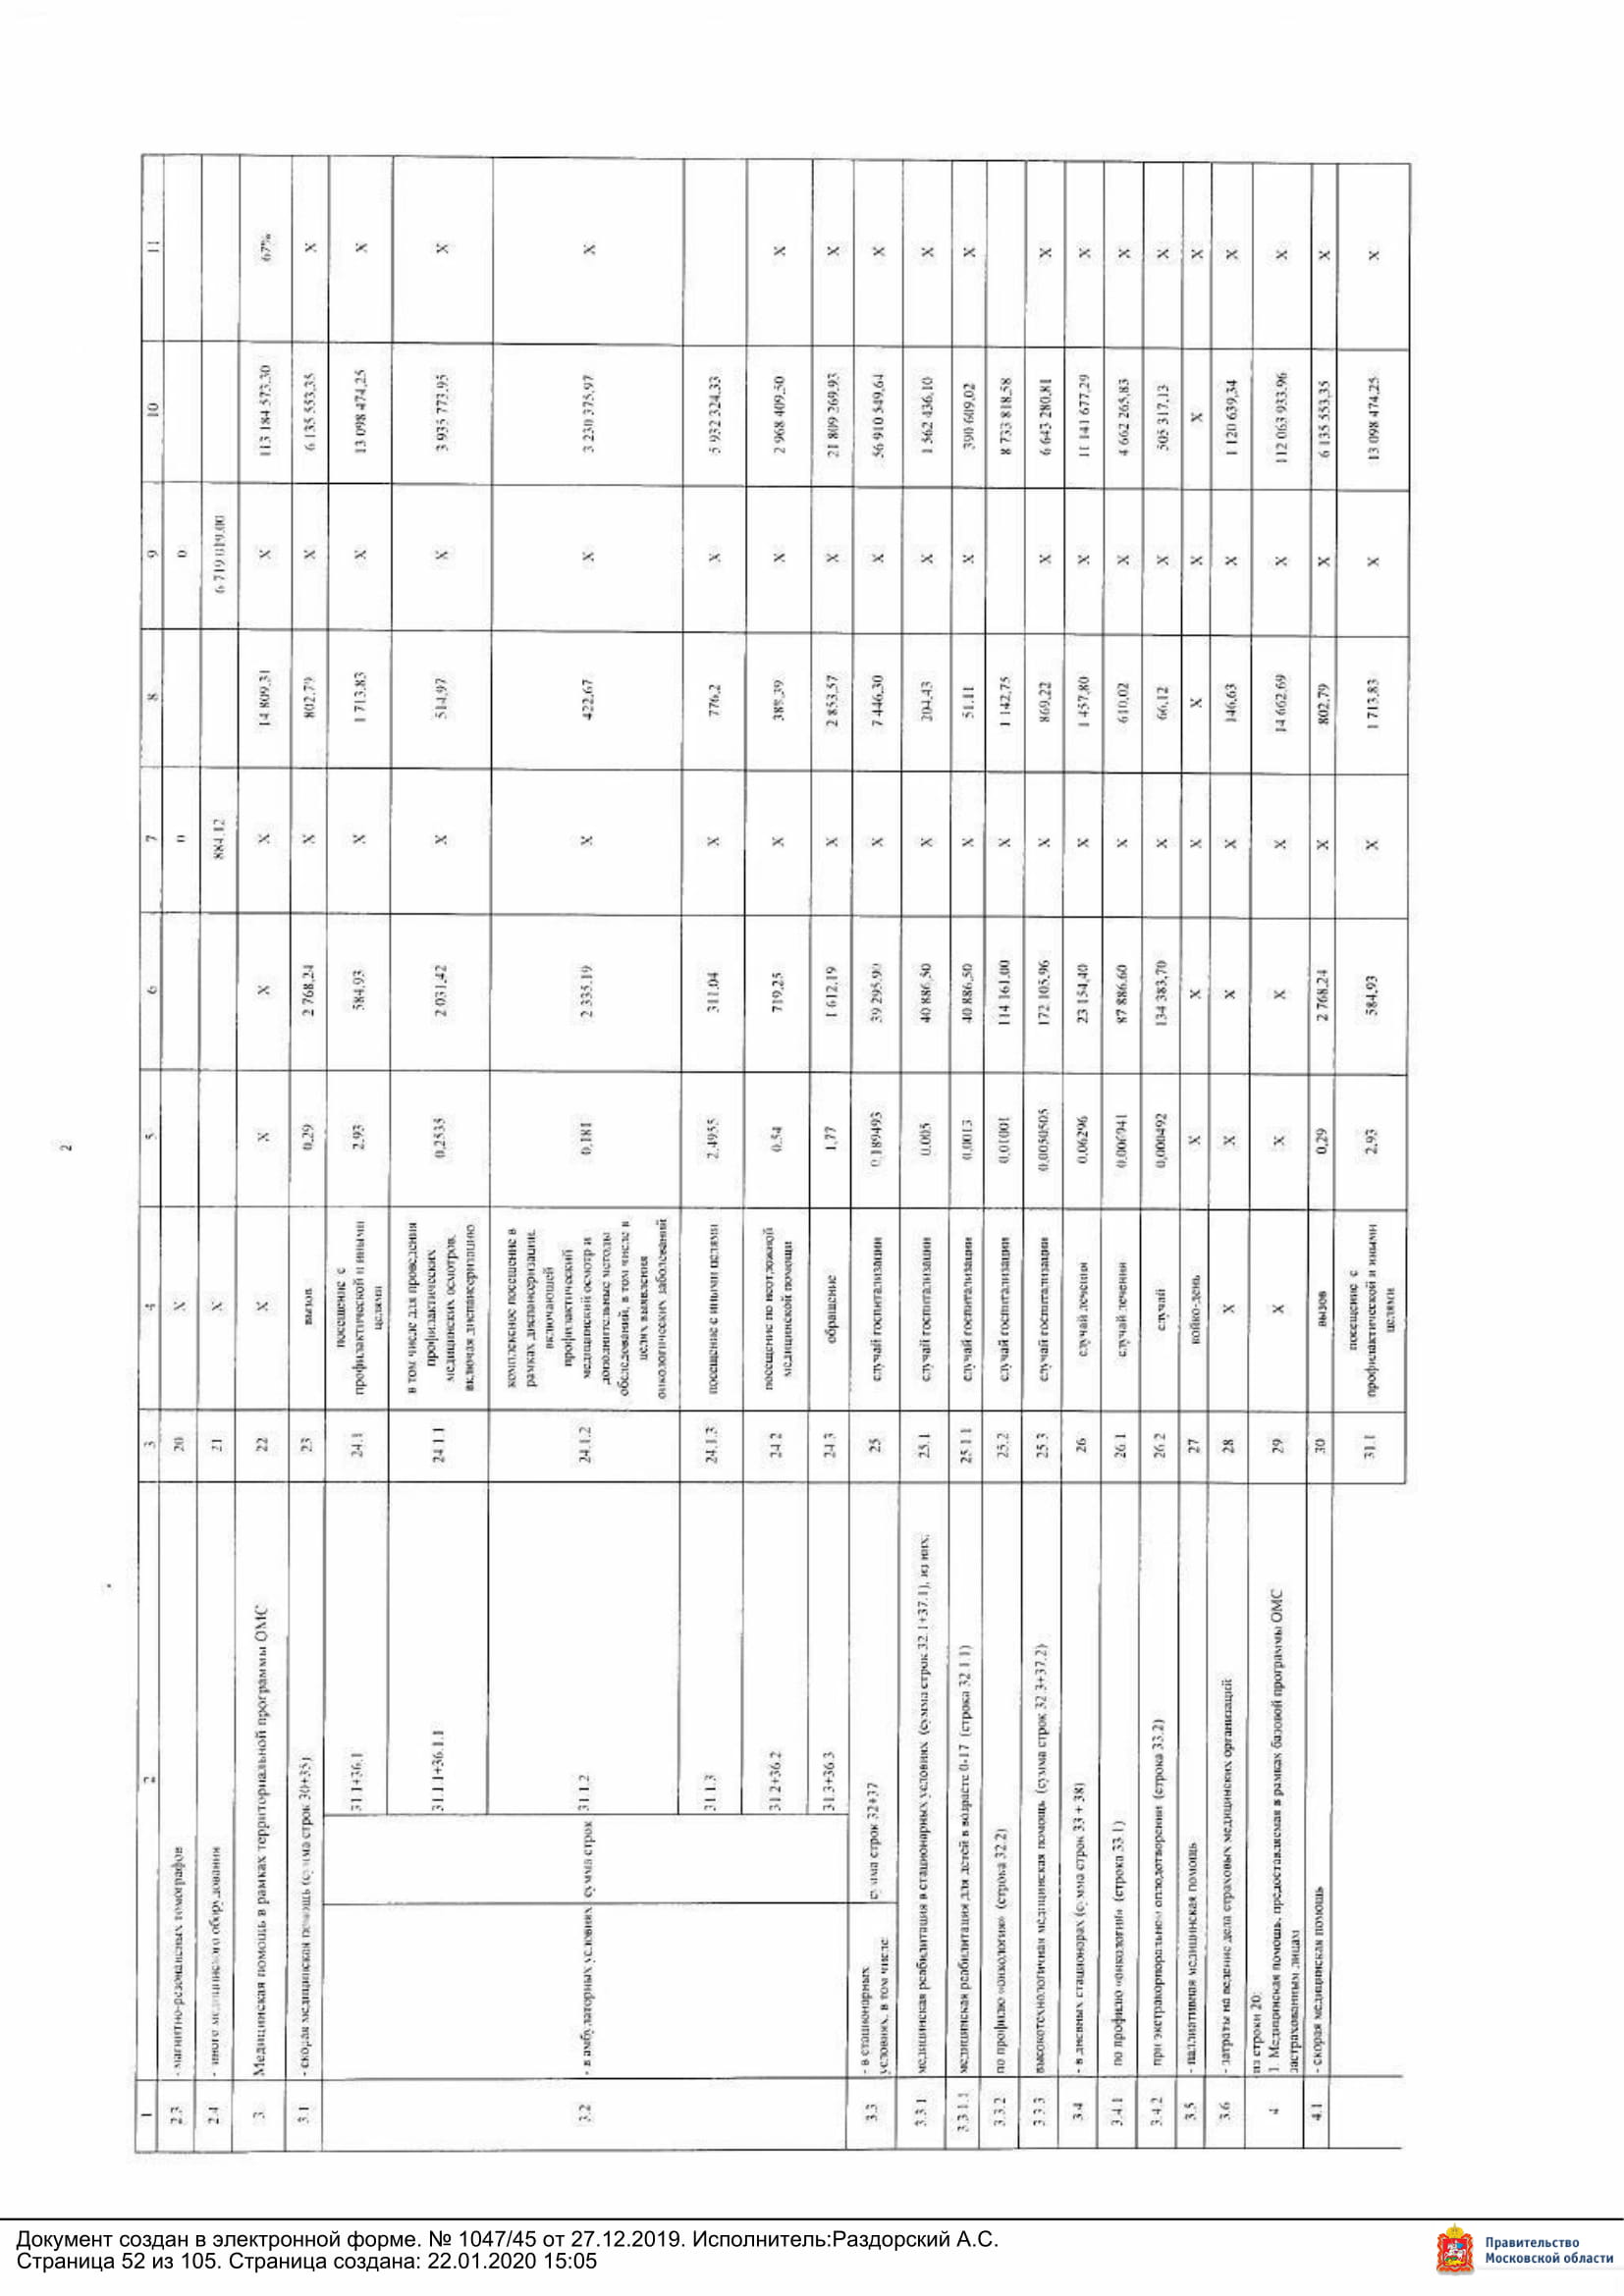 2
1 2 3 4 5 6 7 8 9 10 11
2.3 - магнитно-резонансных томографов 20 X 0 0
2.4 - иного медицинского оборудования 21 X 884,12 6 719 019,00
3 Медицинская помощь в рамках территориальной программы ОМС 22 X X X X 14 809,31 X 113 184 573,30 67%
3.1 - скорая медицинская помощь (сумма строк 30+35) 23 вызов 0,29 2 768,24 X 802,79 X 6 135 553,35 X
3.2 - в амбулаторных условиях сумма строк
31.1+36.1 24.1 посещение с
профилактической и иными
целями 2,93 584,93 X 1 713,83 X 13 098 474,25 X
31.1.1+36.1.1 24.1.1 в том числе для проведения
профилактических
медицинских осмотров,
включая диспансеризацию 0,2535 2 031,42 X 514,97 X 3 935 773,95 X
31.1.2 24.1.2 комплексное посещение в
рамках диспансеризации,
включающей
профилактический
медицинский осмотр и
дополнительные методы
обследований, в том числе в
целях выявления
онкологических заболеваний 0,181 2 335,19 X 422,67 X 3 230 375,97 X
31.1.3 24.1.3 посещение с иными целями 2,4955 311,04 X 776,2 X 5 932 324,33
31.2+36.2 24.2 посещение по неотложной
медицинской помощи 0,54 719,25 X 388,39 X 2 968 409,50 X
31.3+36.3 24.3 обращение 1,77 1 612,19 X 2 853,57 X 21 809 269,93 X
3.3 - в стационарных
условиях, в том числе сумма строк 32+37 25 случай госпитализации 0,189493 39 295,90 X 7 446,30 X 56 910 549,64 X
3.3.1 медицинская реабилитация в стационарных условиях (сумма строк 32.1+37.1), из них: 25.1 случай госпитализации 0,005 40 886,50 X 204,43 X 1 562 436,10 X
3.3.1.1 медицинская реабилитация для детей в возрасте 0-17 (строка 32.1.1) 25.1.1 случай госпитализации 0,0013 40 886,50 X 51,11 X 390 609,02 X
3.3.2 по профилю «онкология» (строка 32.2) 25.2 случай госпитализации 0,01001 114 161,00 X 1 142,75 8 733 818,58
3.3.3 высокотехнологичная медицинская помощь (сумма строк 32.3+37.2) 25.3 случай госпитализации 0,0050505 172 105,96 X 869,22 X 6 643 280,81 X
3.4 - в дневных стационарах (сумма строк 33 + 38) 26 случай лечения 0,06296 23 154,40 X 1 457,80 X 11 141 677,29 X
3.4.1 по профилю «онкология» (строка 33.1) 26.1 случай лечения 0,006941 87 886,60 X 610,02 X 4 662 265,83 X
3.4.2 при экстракорпоральном оплодотворении (строка 33.2) 26.2 случай 0,000492 134 383,70 X 66,12 X 505 317,13 X
3.5 - паллиативная медицинская помощь 27 койко-день X X X X X X X
3.6 - затраты на ведение дела страховых медицинских организаций 28 X X X X 146,63 X 1 120 639,34 X
4 из строки 20:
1. Медицинская помощь, предоставляемая в рамках базовой программы ОМС
застрахованным лицам 29 X X X X 14 662,69 X 112 063 933,96 X
4.1 - скорая медицинская помощь 30 вызов 0,29 2 768,24 X 802,79 X 6 135 553,35 X
31.1 посещение с
профилактической и иными
целями 2,93 584,93 X 1 713,83 X 13 098 474,25 X
Документ создан в электронной форме. № 1047/45 от 27.12.2019. Исполнитель:Раздорский А.С.
Страница 52 из 105. Страница создана: 22.01.2020 15:05
Правительство
Московской области